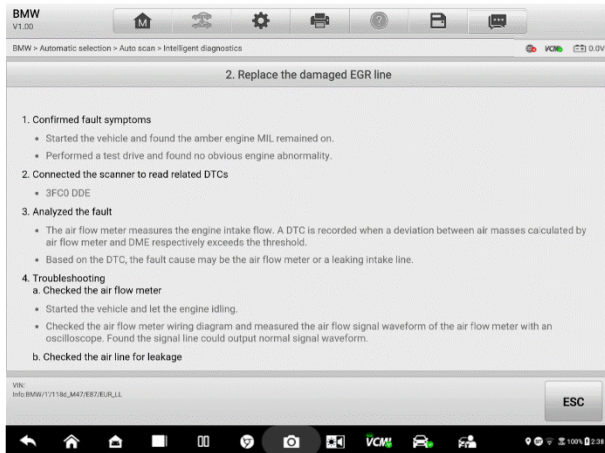 BMW
V1.00
M
?
BMW > Automatic selection > Auto scan > Intelligent diagnostics
VCMI 0.0V
2. Replace the damaged EGR line
1. Confirmed fault symptoms
• Started the vehicle and found the amber engine MIL remained on.
• Performed a test drive and found no obvious engine abnormality.
2. Connected the scanner to read related DTCs
• 3FC0 DDE
3. Analyzed the fault
• The air flow meter measures the engine intake flow. A DTC is recorded when a deviation between air masses calculated by
air flow meter and DME respectively exceeds the threshold.
• Based on the DTC, the fault cause may be the air flow meter or a leaking intake line.
4. Troubleshooting
a. Checked the air flow meter
• Started the vehicle and let the engine idling.
• Checked the air flow meter wiring diagram and measured the air flow signal waveform of the air flow meter with an
oscilloscope. Found the signal line could output normal signal waveform.
b. Checked the air line for leakage
VIN:
ESC
VCMI 100% 2:38